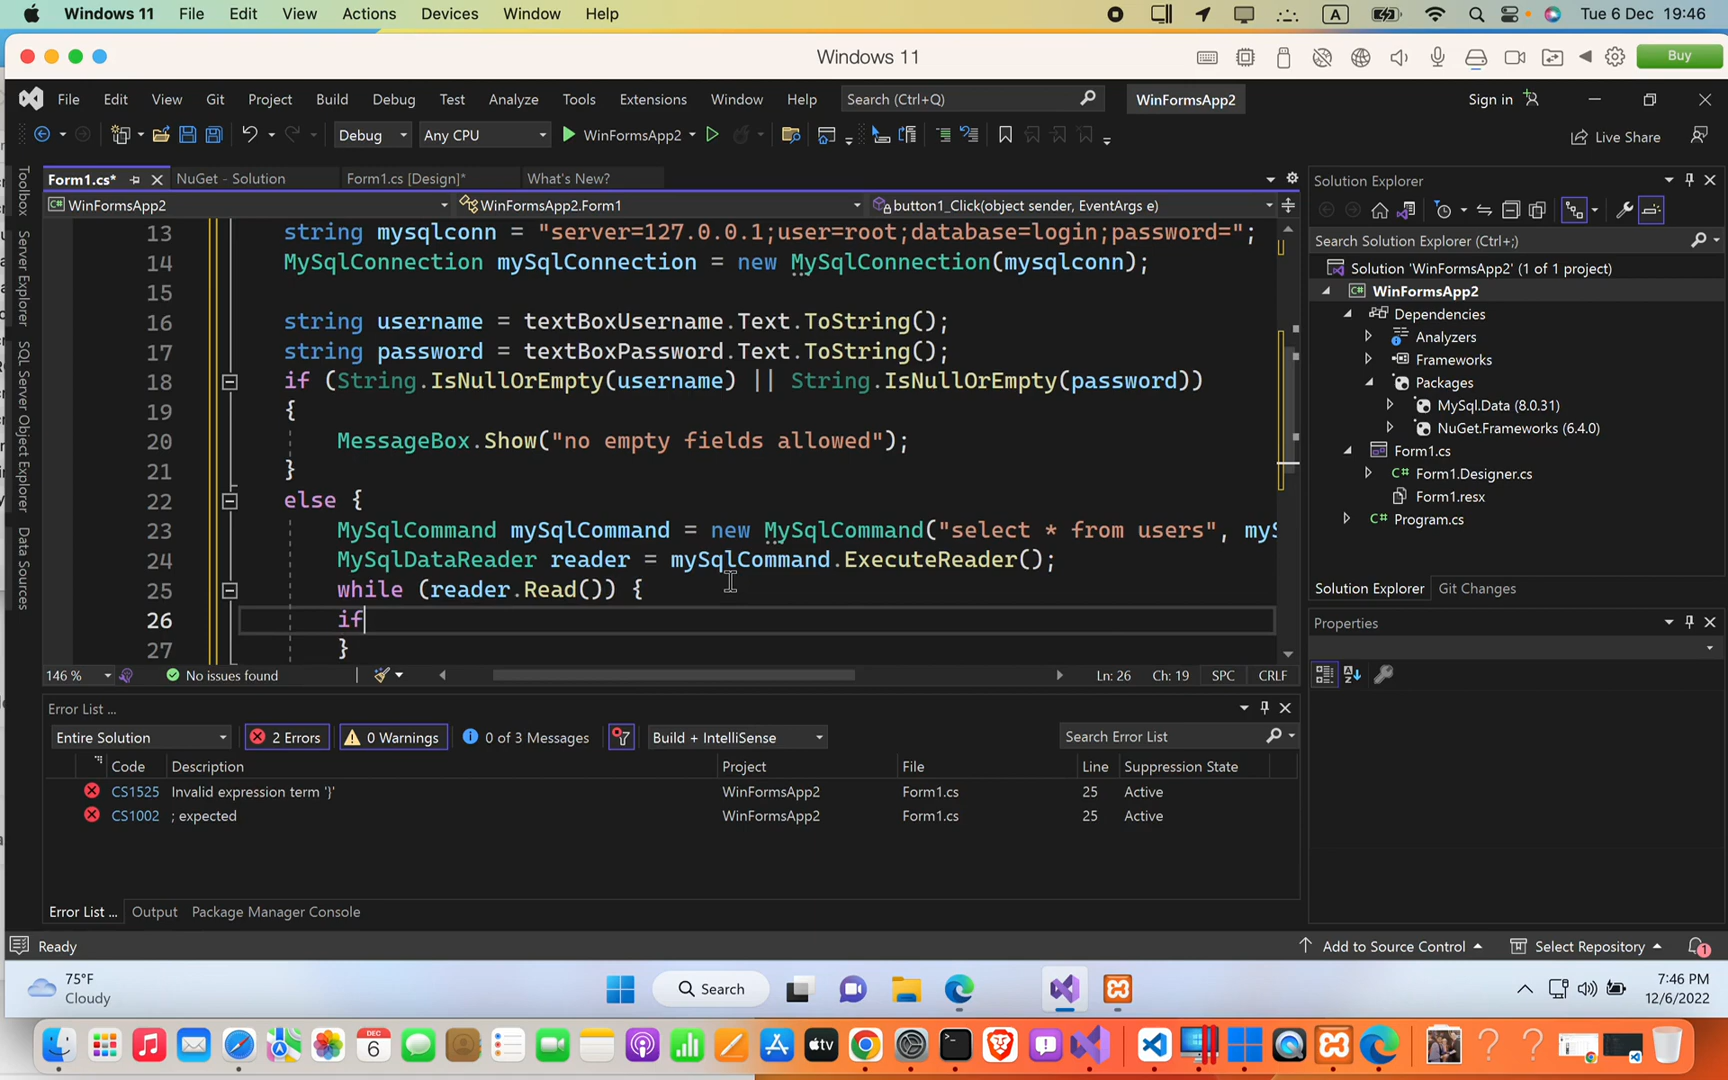 Windows 11 File Edit View Actions Devices Window Help A Tue 6 Dec 19:46
Windows 11 Buy
File Edit View Git Project Build Debug Test Analyze Tools Extensions Window Help Search (Ctrl+Q) WinFormsApp2 Sign in
Debug Any CPU WinFormsApp2 Live Share
Form1.cs* NuGet - Solution Form1.cs [Design]* What's New?
WinFormsApp2 WinFormsApp2.Form1 button1_Click(object sender, EventArgs e)
Toolbox
Server Explorer
SQL Server Object Explorer
Data Sources
13 string mysqlconn = "server=127.0.0.1;user=root;database=login;password=";
14 MySqlConnection mySqlConnection = new MySqlConnection(mysqlconn);
15
16 string username = textBoxUsername.Text.ToString();
17 string password = textBoxPassword.Text.ToString();
18 if (String.IsNullOrEmpty(username) || String.IsNullOrEmpty(password))
19 {
20 MessageBox.Show("no empty fields allowed");
21 }
22 else {
23 MySqlCommand mySqlCommand = new MySqlCommand("select * from users", myS
24 MySqlDataReader reader = mySqlCommand.ExecuteReader();
25 while (reader.Read()) {
26 if
27 }
146 % No issues found Ln: 26 Ch: 19 SPC CRLF
Error List ...
Entire Solution 2 Errors 0 Warnings 0 of 3 Messages Build + IntelliSense Search Error List
Code Description Project File Line Suppression State
CS1525 Invalid expression term '}' WinFormsApp2 Form1.cs 25 Active
CS1002 ; expected WinFormsApp2 Form1.cs 25 Active
Error List ... Output Package Manager Console
Solution Explorer
Search Solution Explorer (Ctrl+;)
Solution 'WinFormsApp2' (1 of 1 project)
C# WinFormsApp2
Dependencies
Analyzers
Frameworks
Packages
MySql.Data (8.0.31)
NuGet.Frameworks (6.4.0)
Form1.cs
C# Form1.Designer.cs
Form1.resx
C# Program.cs
Solution Explorer Git Changes
Properties
Ready Add to Source Control Select Repository 1
75°F
Cloudy
Search
7:46 PM
12/6/2022
DEC
6
tv